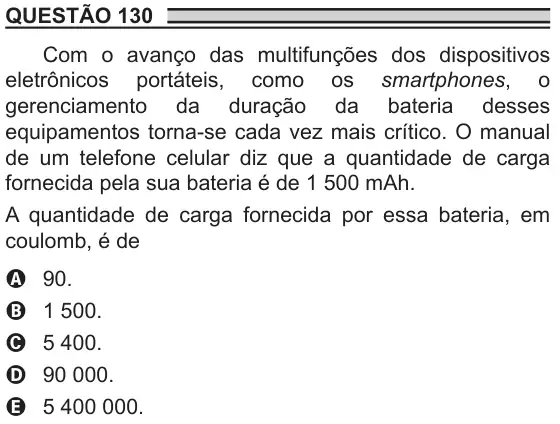 QUESTÃO 130
Com o avanço das multifunções dos dispositivos
eletrônicos portáteis, como os smartphones, o
gerenciamento da duração da bateria desses
equipamentos torna-se cada vez mais crítico. O manual
de um telefone celular diz que a quantidade de carga
fornecida pela sua bateria é de 1 500 mAh.
A quantidade de carga fornecida por essa bateria, em
coulomb, é de
A 90.
B 1 500.
C 5 400.
D 90 000.
E 5 400 000.